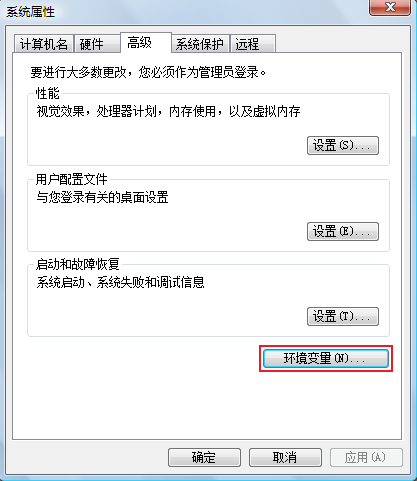 系统属性
计算机名 硬件 高级 系统保护 远程
要进行大多数更改，您必须作为管理员登录。
性能
视觉效果，处理器计划，内存使用，以及虚拟内存
设置(S)...
用户配置文件
与您登录有关的桌面设置
设置(E)...
启动和故障恢复
系统启动、系统失败和调试信息
设置(T)...
环境变量(N)...
确定 取消 应用(A)